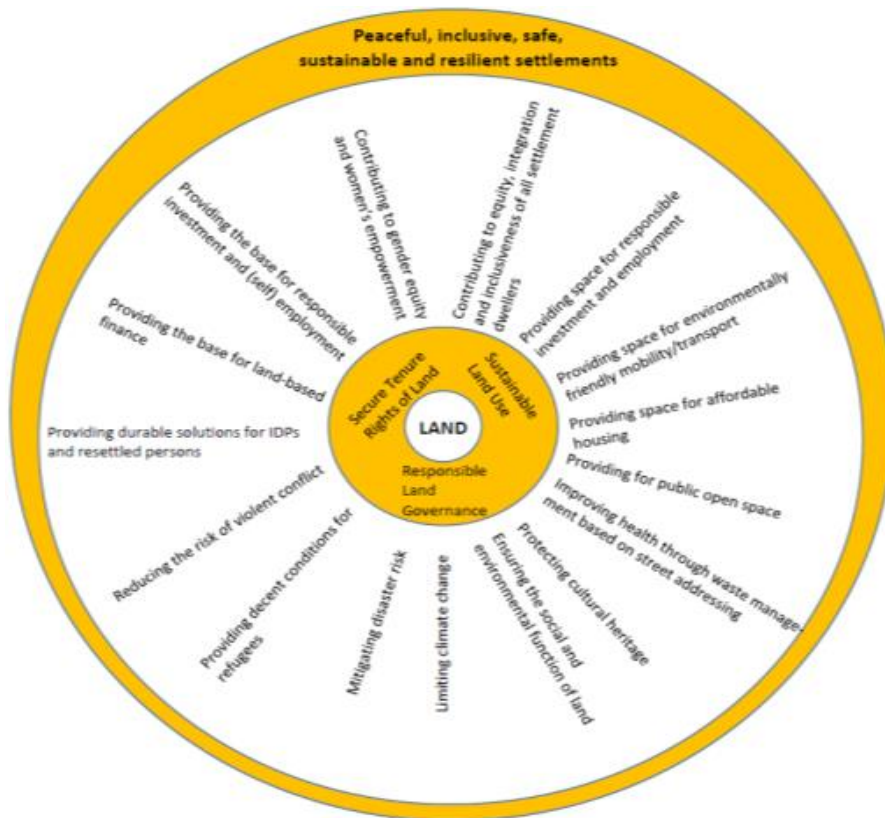 Peaceful, inclusive, safe,
sustainable and resilient settlements
Contributing to gender equity
and women's empowerment
Contributing to equity, integration
and inclusiveness of all settlement
dwellers
Providing space for responsible
investment and employment
Providing space for environmentally
friendly mobility/transport
Providing space for affordable
housing
Providing for public open space
Improving health through waste manage-
ment based on street addressing
Protecting cultural heritage
Ensuring the social and
environmental function of land
Limiting climate change
Mitigating disaster risk
Providing decent conditions for
refugees
Reducing the risk of violent conflict
Providing durable solutions for IDPs
and resettled persons
Providing the base for land-based
finance
Providing the base for responsible
investment and (self) employment
Secure Tenure
Rights of Land
Sustainable
Land Use
LAND
Responsible
Land
Governance